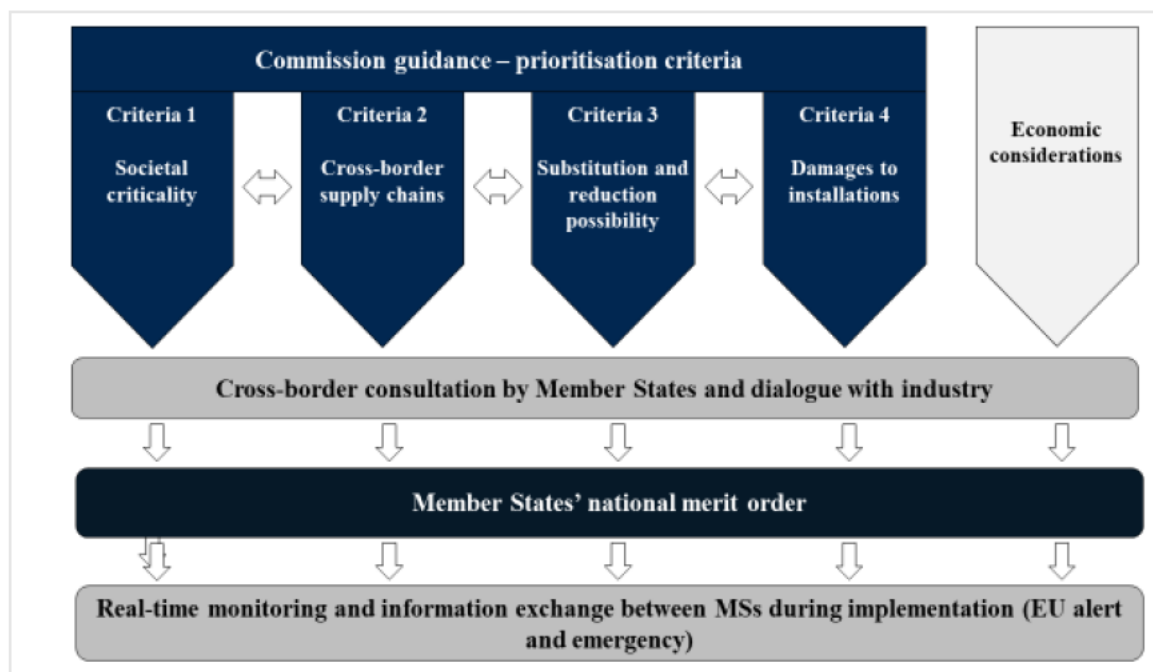 Commission guidance – prioritisation criteria
Criteria 1
Societal
criticality
Criteria 2
Cross-border
supply chains
Criteria 3
Substitution and
reduction
possibility
Criteria 4
Damages to
installations
Economic
considerations
Cross-border consultation by Member States and dialogue with industry
Member States’ national merit order
Real-time monitoring and information exchange between MSs during implementation (EU alert
and emergency)